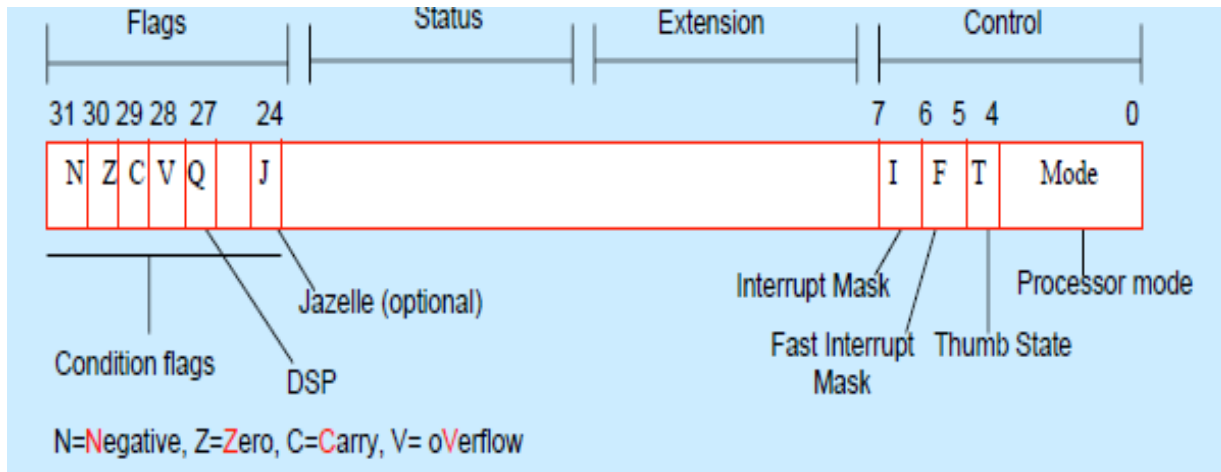 Flags Status Extension Control
31 30 29 28 27 24 7 6 5 4 0
N Z C V Q J I F T Mode
Interrupt Mask Processor mode
Jazelle (optional)
Fast Interrupt Thumb State
Condition flags Mask
DSP
N=Negative, Z=Zero, C=Carry, V= oVerflow